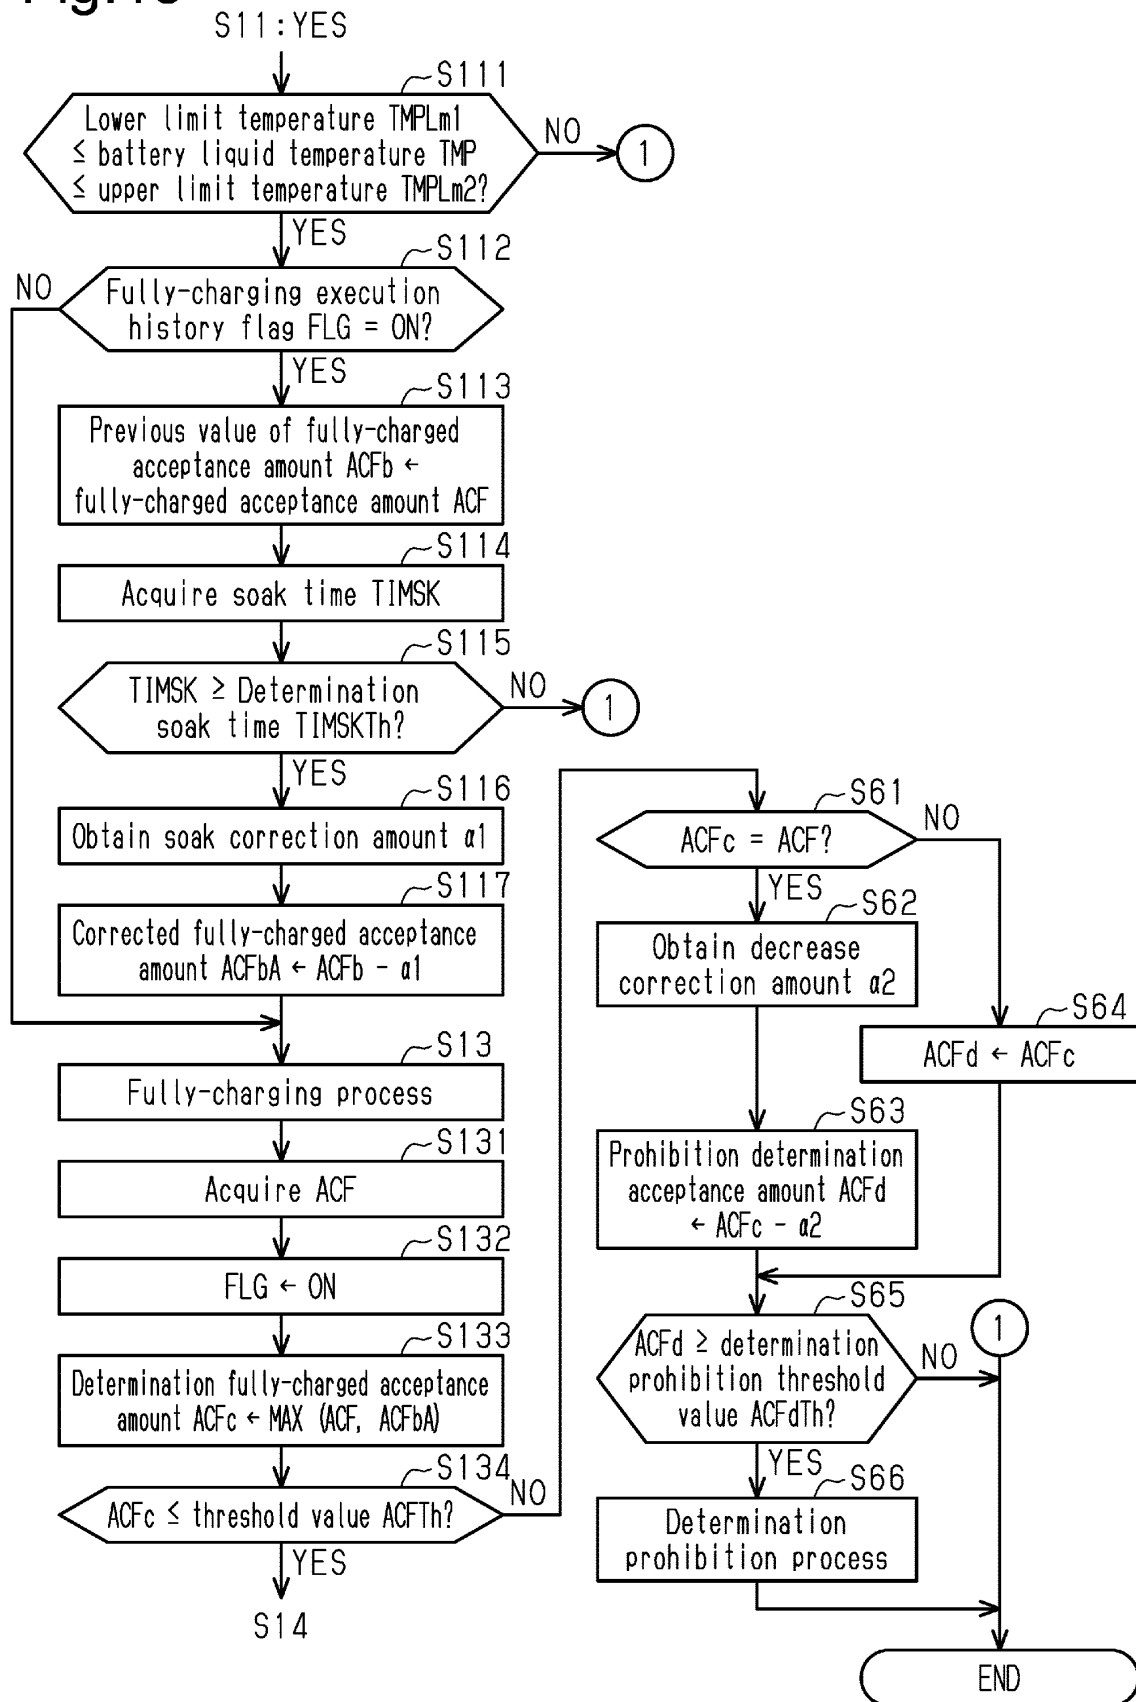 S11:YES
S111
Lower limit temperature TMPLm1
≤ battery liquid temperature TMP
≤ upper limit temperature TMPLm2?
NO
1
YES
S112
NO
Fully-charging execution
history flag FLG = ON?
YES
S113
Previous value of fully-charged
acceptance amount ACFb ←
fully-charged acceptance amount ACF
S114
Acquire soak time TIMSK
S115
TIMSK ≥ Determination
soak time TIMSKTh?
NO
1
YES
S116
Obtain soak correction amount α1
S117
Corrected fully-charged acceptance
amount ACFbA ← ACFb - α1
S13
Fully-charging process
S131
Acquire ACF
S132
FLG ← ON
S133
Determination fully-charged acceptance
amount ACFc ← MAX (ACF, ACFbA)
S134
ACFc ≤ threshold value ACFTh?
NO
YES
S14
S61
ACFc = ACF?
NO
YES
S62
Obtain decrease
correction amount α2
S64
ACFd ← ACFc
S63
Prohibition determination
acceptance amount ACFd
← ACFc - α2
S65
1
ACFd ≥ determination
prohibition threshold
value ACFdTh?
NO
YES
S66
Determination
prohibition process
END